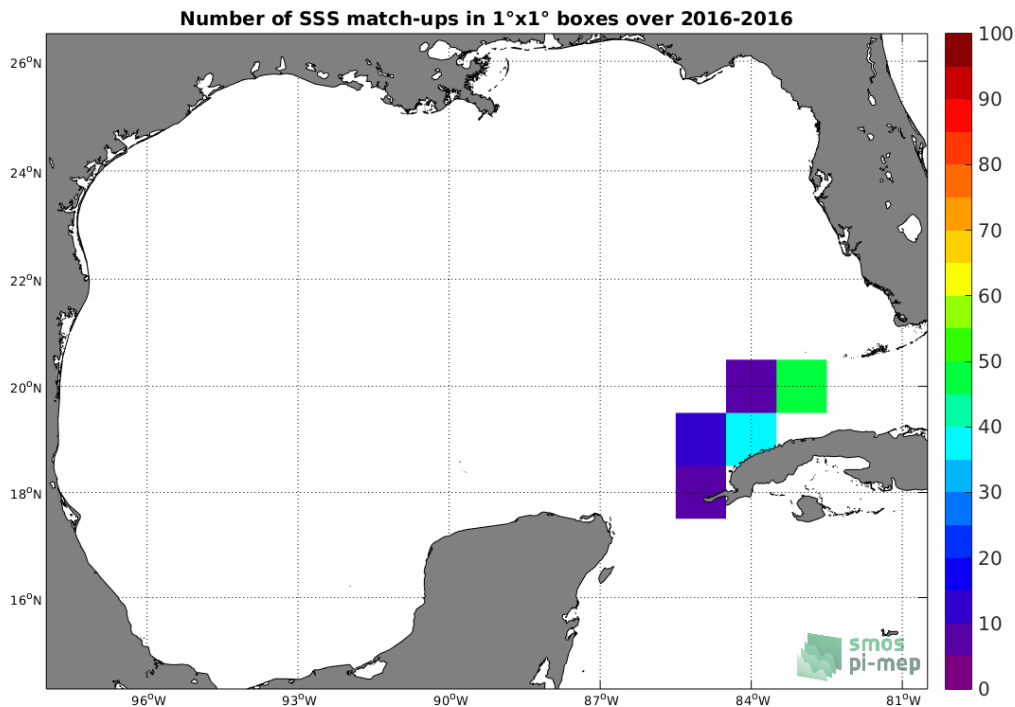 Number of SSS match-ups in 1°x1° boxes over 2016-2016
26°N
24°N
22°N
20°N
18°N
16°N
96°W
93°W
90°W
87°W
84°W
81°W
100
90
80
70
60
50
40
30
20
10
0
smos
pi-mep